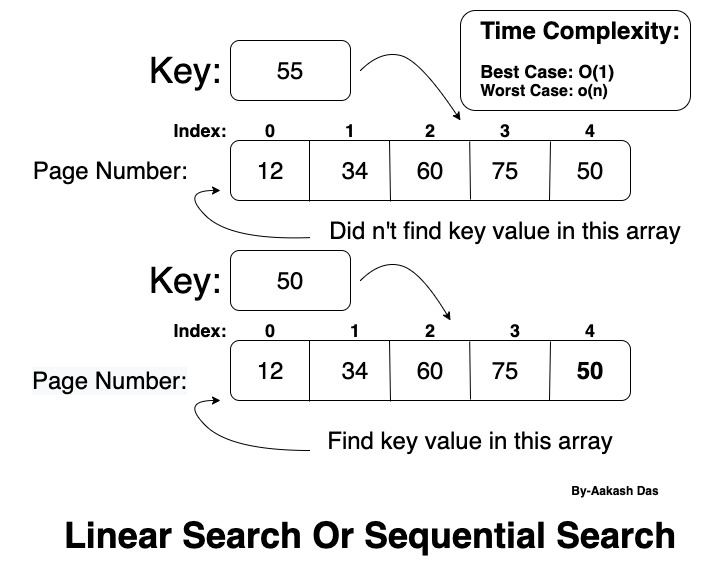 Time Complexity:
Best Case: O(1)
Worst Case: o(n)
Key: 55
Index: 0 1 2 3 4
Page Number: 12 34 60 75 50
Did n't find key value in this array
Key: 50
Index: 0 1 2 3 4
Page Number: 12 34 60 75 50
Find key value in this array
By-Aakash Das
Linear Search Or Sequential Search